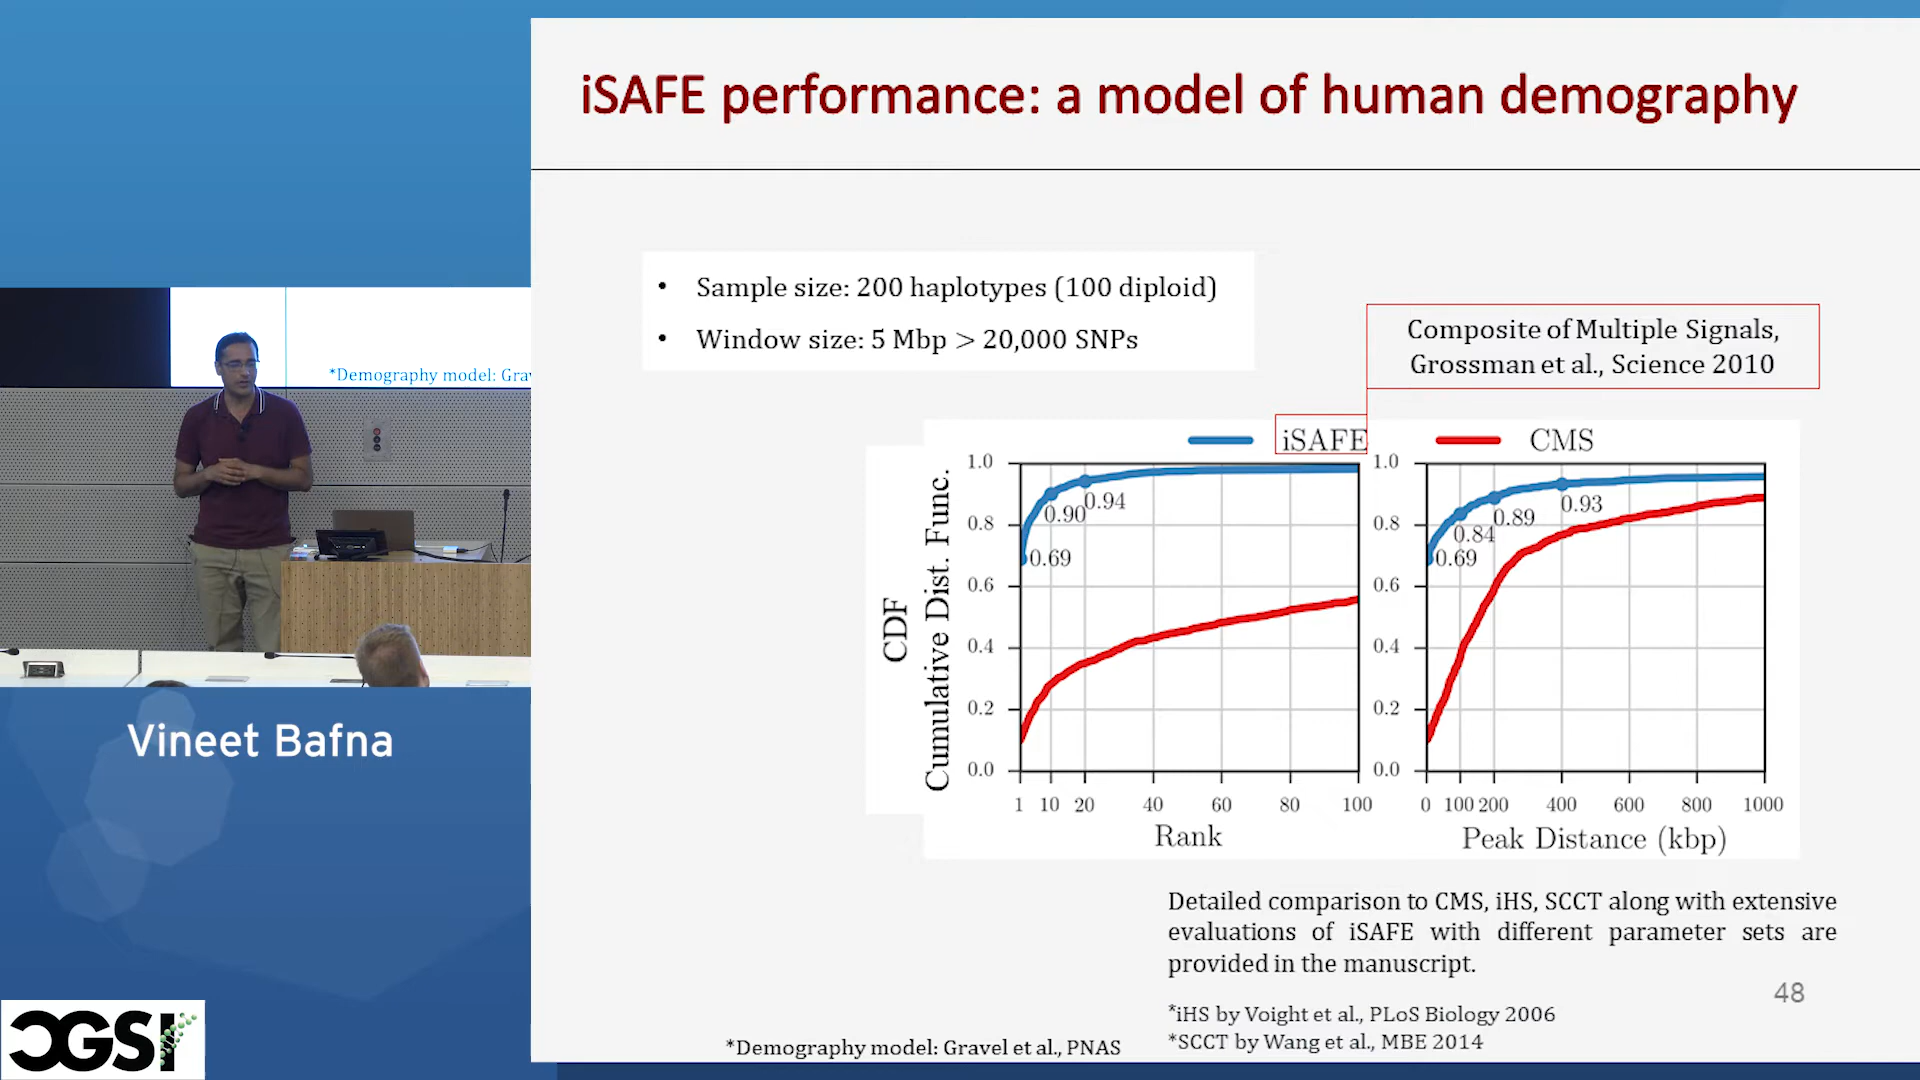 iSAFE performance: a model of human demography
• Sample size: 200 haplotypes (100 diploid)
• Window size: 5 Mbp > 20,000 SNPs
Composite of Multiple Signals,
Grossman et al., Science 2010
*Demography model: Gra
iSAFE
CMS
CDF
Cumulative Dist. Func.
1.0
0.8
0.6
0.4
0.2
0.0
0.69
0.90
0.94
1 10 20 40 60 80 100
Rank
1.0
0.8
0.6
0.4
0.2
0.0
0.69
0.84
0.89
0.93
0 100 200 400 600 800 1000
Peak Distance (kbp)
Vineet Bafna
Detailed comparison to CMS, iHS, SCCT along with extensive
evaluations of iSAFE with different parameter sets are
provided in the manuscript.
48
*iHS by Voight et al., PLoS Biology 2006
*SCCT by Wang et al., MBE 2014
*Demography model: Gravel et al., PNAS
CGSI